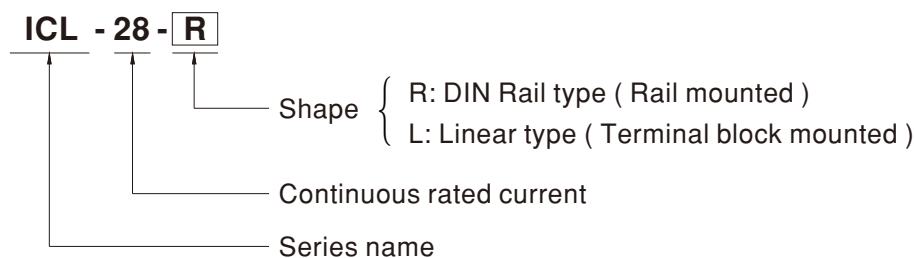 ICL - 28 - R
Shape { R: DIN Rail type ( Rail mounted )
L: Linear type ( Terminal block mounted )
Continuous rated current
Series name